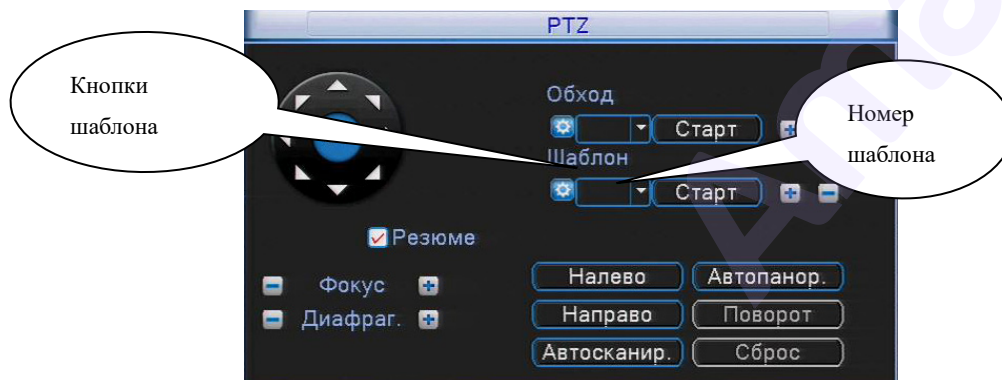 PTZ
Кнопки
шаблона
Обход
Старт
Номер
шаблона
Шаблон
Старт
Резюме
Фокус
Диафраг.
Налево
Автопанор.
Направо
Поворот
Автосканир.
Сброс